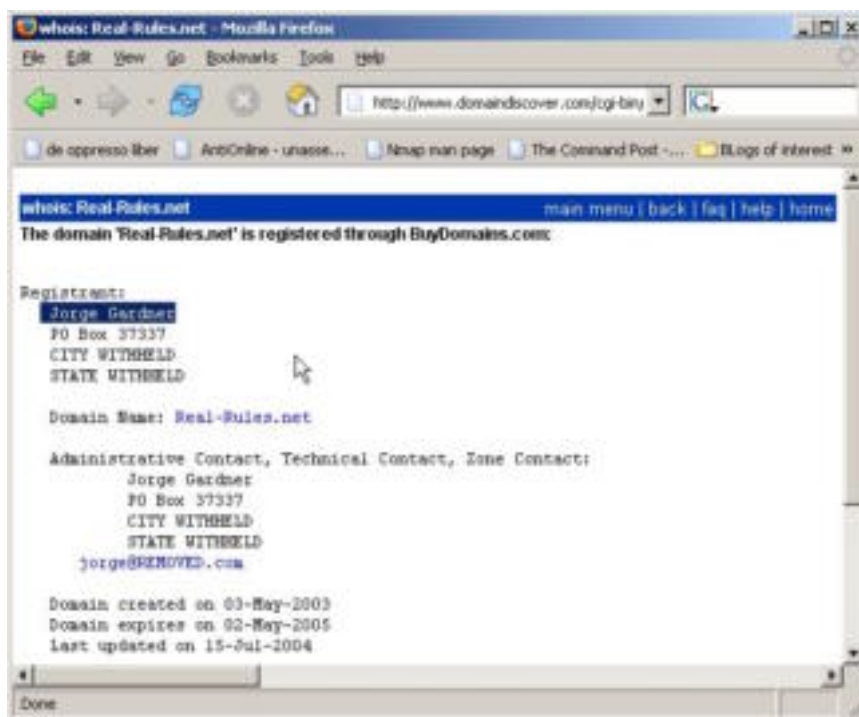 whois: Real-Rules.net - Mozilla Firefox
File Edit View Go Bookmarks Tools Help
http://www.domaindiscover.com/cgi-bin/
de oppresso liber AntiOnline - unasse... Nmap man page The Command Post -... BLogs of interest »
whois: Real-Rules.net main menu | back | faq | help | home
The domain 'Real-Rules.net' is registered through BuyDomains.com:
Registrant:
Jorge Gardner
PO Box 37337
CITY WITHHELD
STATE WITHHELD
Domain Name: Real-Rules.net
Administrative Contact, Technical Contact, Zone Contact:
Jorge Gardner
PO Box 37337
CITY WITHHELD
STATE WITHHELD
jorge@REMOVED.com
Domain created on 03-May-2003
Domain expires on 02-May-2005
Last updated on 15-Jul-2004
Done